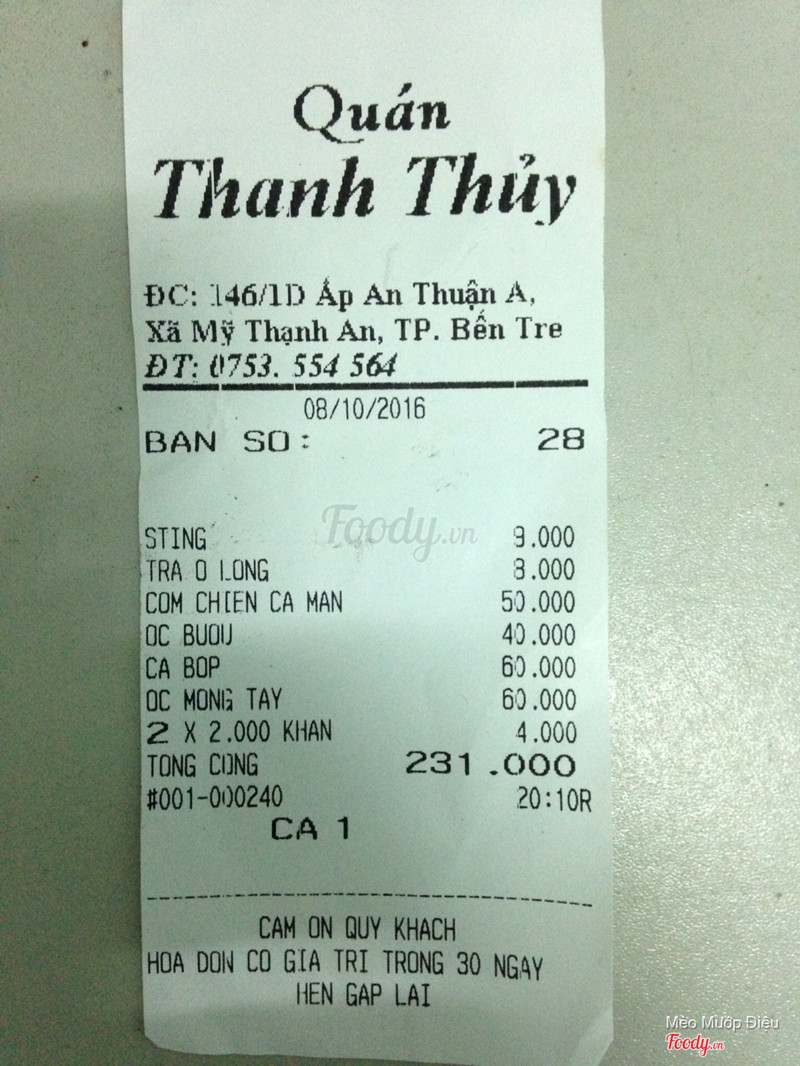 Quán
Thanh Thủy
ĐC: 146/1D Ấp An Thuận A,
Xã Mỹ Thạnh An, TP. Bến Tre
ĐT: 0753. 554 564
08/10/2016
BAN SO: 28
Foody.vn
STING 9.000
TRA O LONG 8.000
COM CHIEN CA MAN 50.000
OC BUOU 40.000
CA BOP 60.000
OC MONG TAY 60.000
2 X 2.000 KHAN 4.000
TONG CONG 231.000
#001-000240 20:10R
CA 1
CAM ON QUY KHACH
HOA DON CO GIA TRI TRONG 30 NGAY
HEN GAP LAI
Mèo Mướp Điệu
Foody.vn